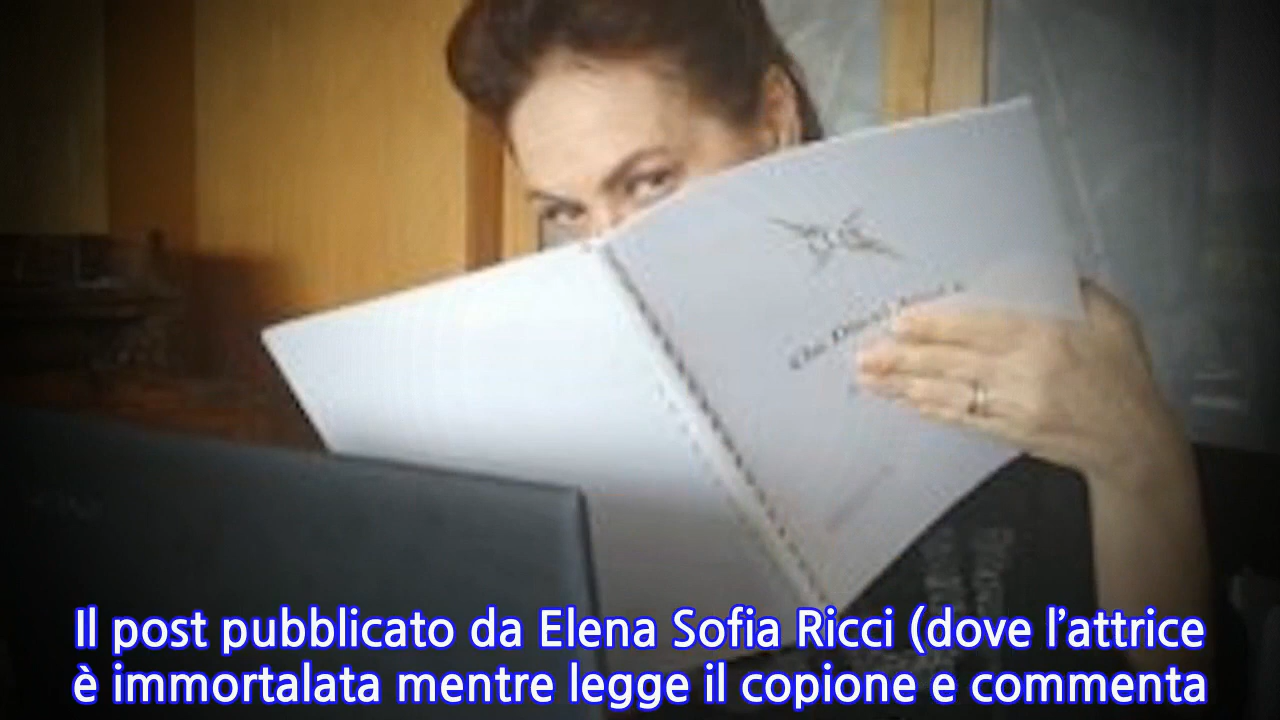 Il post pubblicato da Elena Sofia Ricci (dove l'attrice
è immortalata mentre legge il copione e commenta